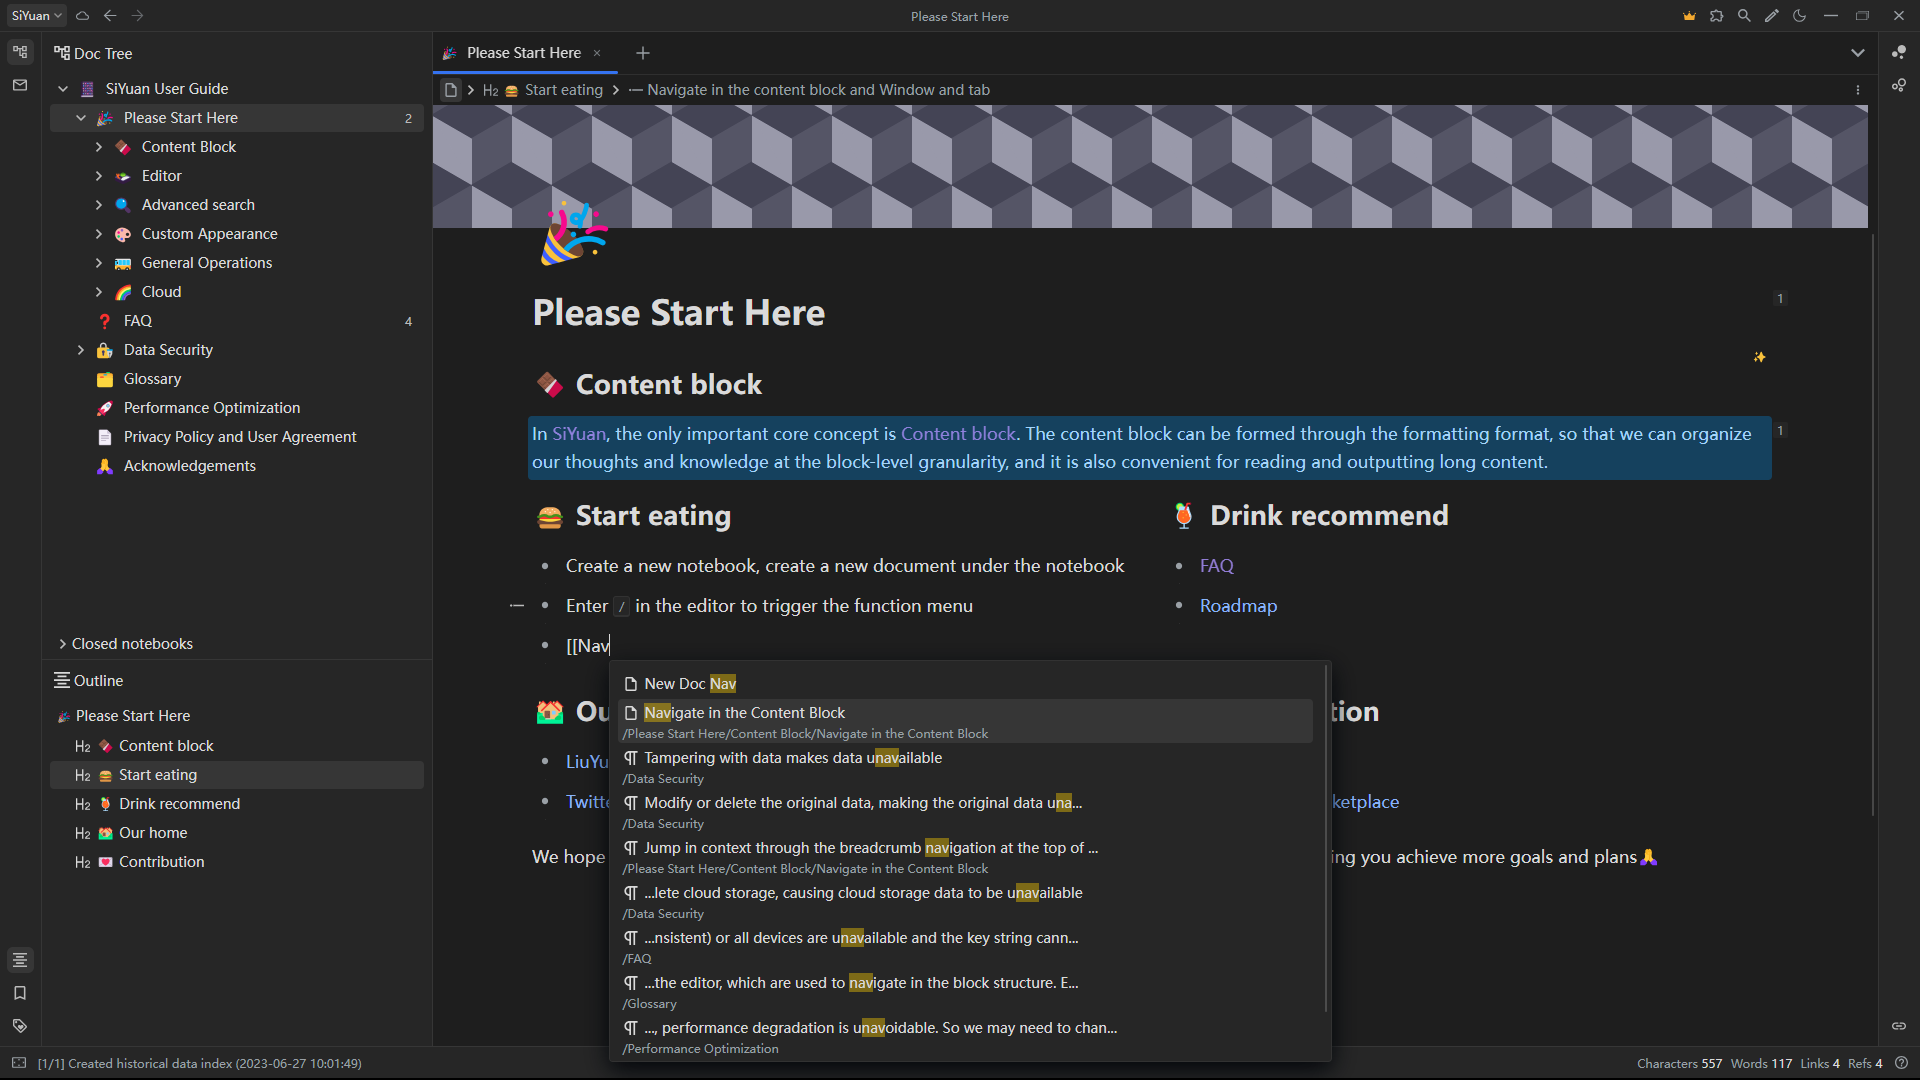 SiYuan
Please Start Here
Doc Tree
SiYuan User Guide
Please Start Here 2
Content Block
Editor
Advanced search
Custom Appearance
General Operations
Cloud
FAQ 4
Data Security
Glossary
Performance Optimization
Privacy Policy and User Agreement
Acknowledgements
Closed notebooks
Outline
Please Start Here
H2 Content block
H2 Start eating
H2 Drink recommend
H2 Our home
H2 Contribution
Please Start Here
H2 Start eating Navigate in the content block and Window and tab
Please Start Here
1
Content block
In SiYuan, the only important core concept is Content block. The content block can be formed through the formatting format, so that we can organize
our thoughts and knowledge at the block-level granularity, and it is also convenient for reading and outputting long content.
1
Start eating
Create a new notebook, create a new document under the notebook
Enter / in the editor to trigger the function menu
[[Nav
Drink recommend
FAQ
Roadmap
Ou
tion
LiuYu
Twitte
ketplace
We hope
ing you achieve more goals and plans
New Doc Nav
Navigate in the Content Block
/Please Start Here/Content Block/Navigate in the Content Block
Tampering with data makes data unavailable
/Data Security
Modify or delete the original data, making the original data una...
/Data Security
Jump in context through the breadcrumb navigation at the top of ...
/Please Start Here/Content Block/Navigate in the Content Block
...lete cloud storage, causing cloud storage data to be unavailable
/Data Security
...nsistent) or all devices are unavailable and the key string cann...
/FAQ
...the editor, which are used to navigate in the block structure. E...
/Glossary
..., performance degradation is unavoidable. So we may need to chan...
/Performance Optimization
[1/1] Created historical data index (2023-06-27 10:01:49)
Characters 557 Words 117 Links 4 Refs 4